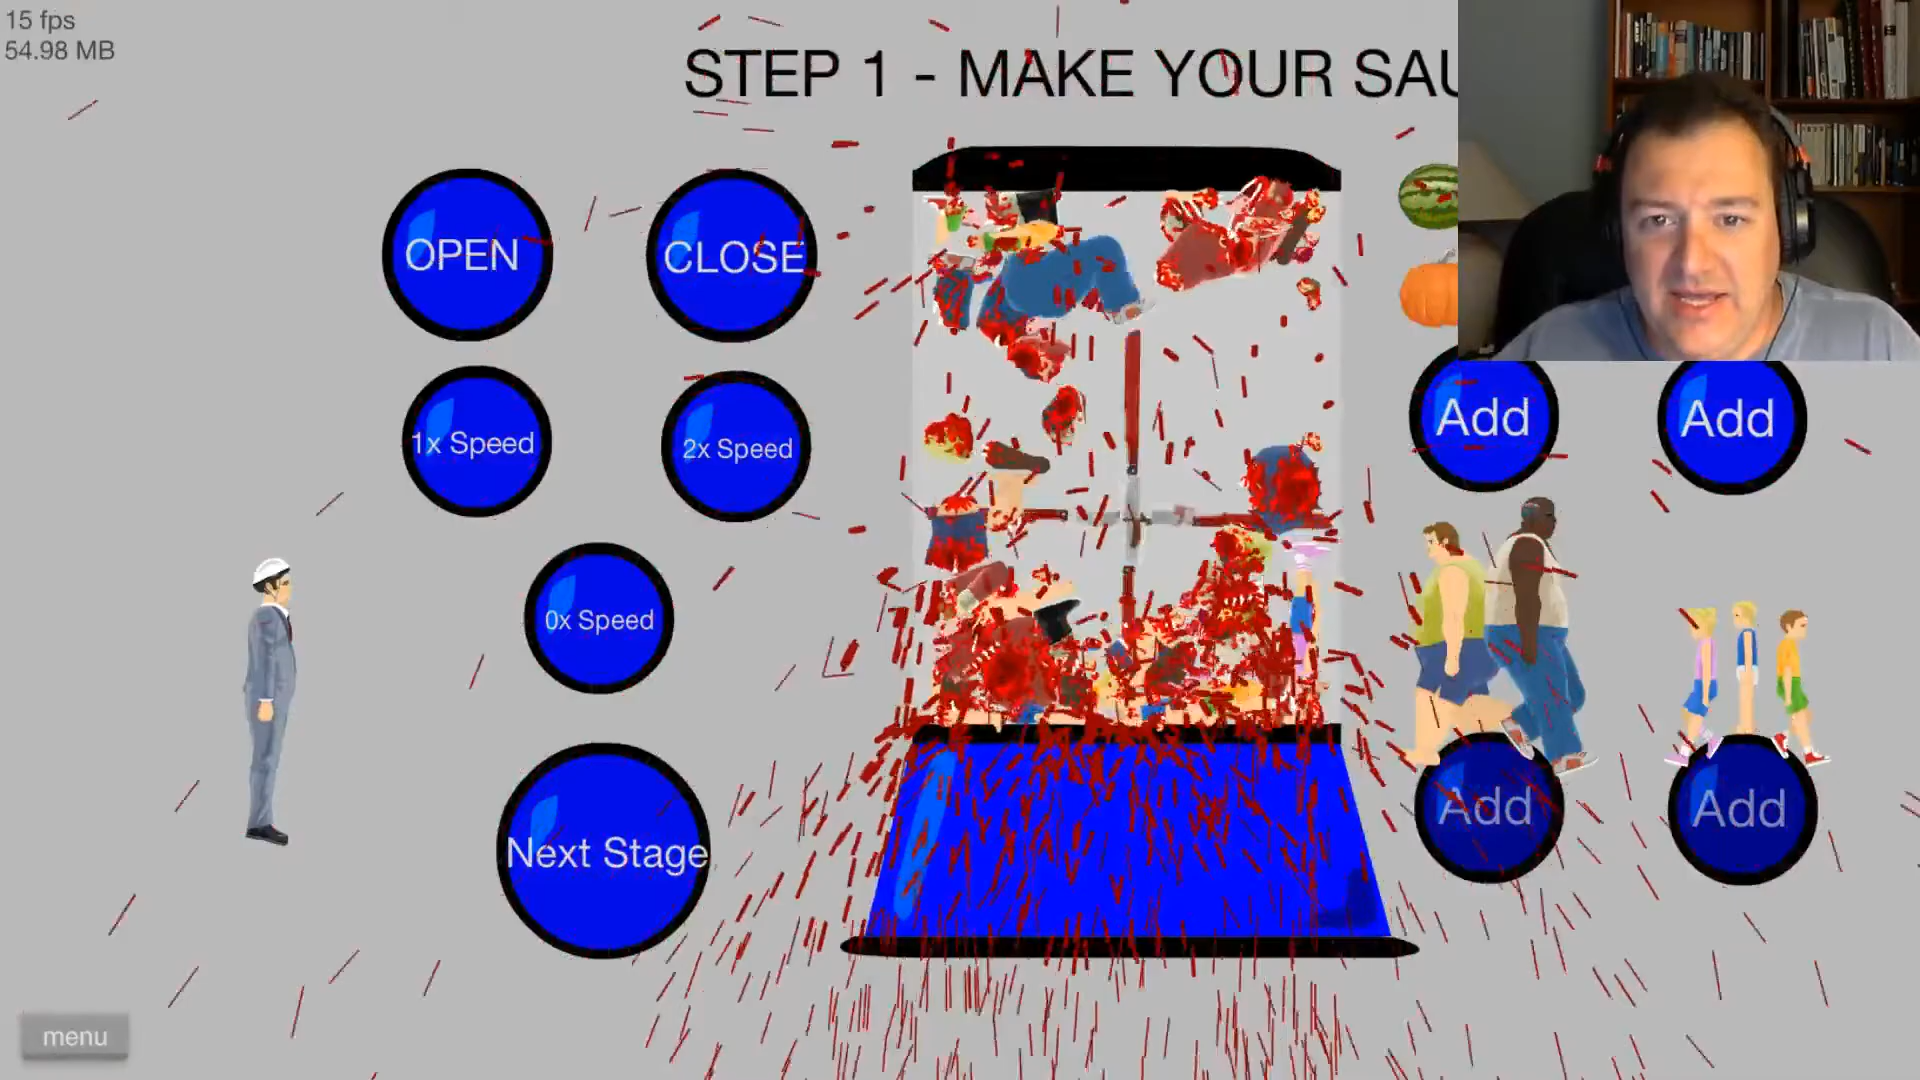 15 fps
54.98 MB
STEP 1 - MAKE YOUR SAU
OPEN
CLOSE
1x Speed
2x Speed
Add
Add
0x Speed
Next Stage
Add
Add
menu